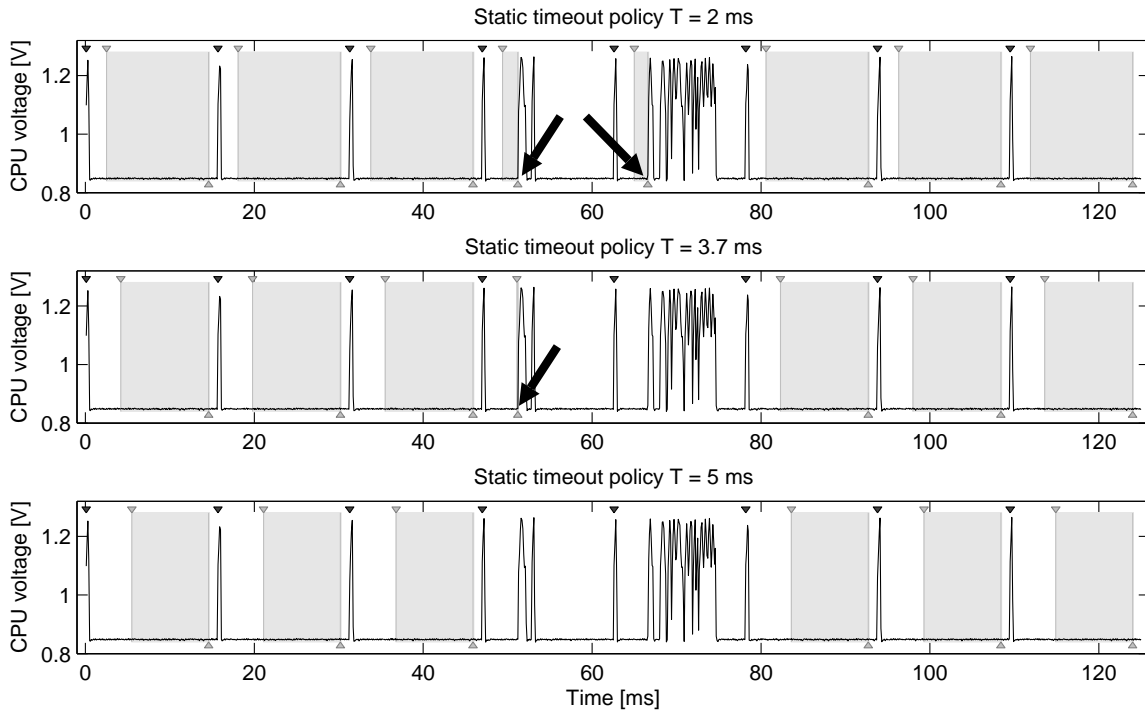 Static timeout policy T = 2 ms
CPU voltage [V]
1.2
1
0.8
0 20 40 60 80 100 120
Static timeout policy T = 3.7 ms
CPU voltage [V]
1.2
1
0.8
0 20 40 60 80 100 120
Static timeout policy T = 5 ms
CPU voltage [V]
1.2
1
0.8
0 20 40 60 80 100 120
Time [ms]